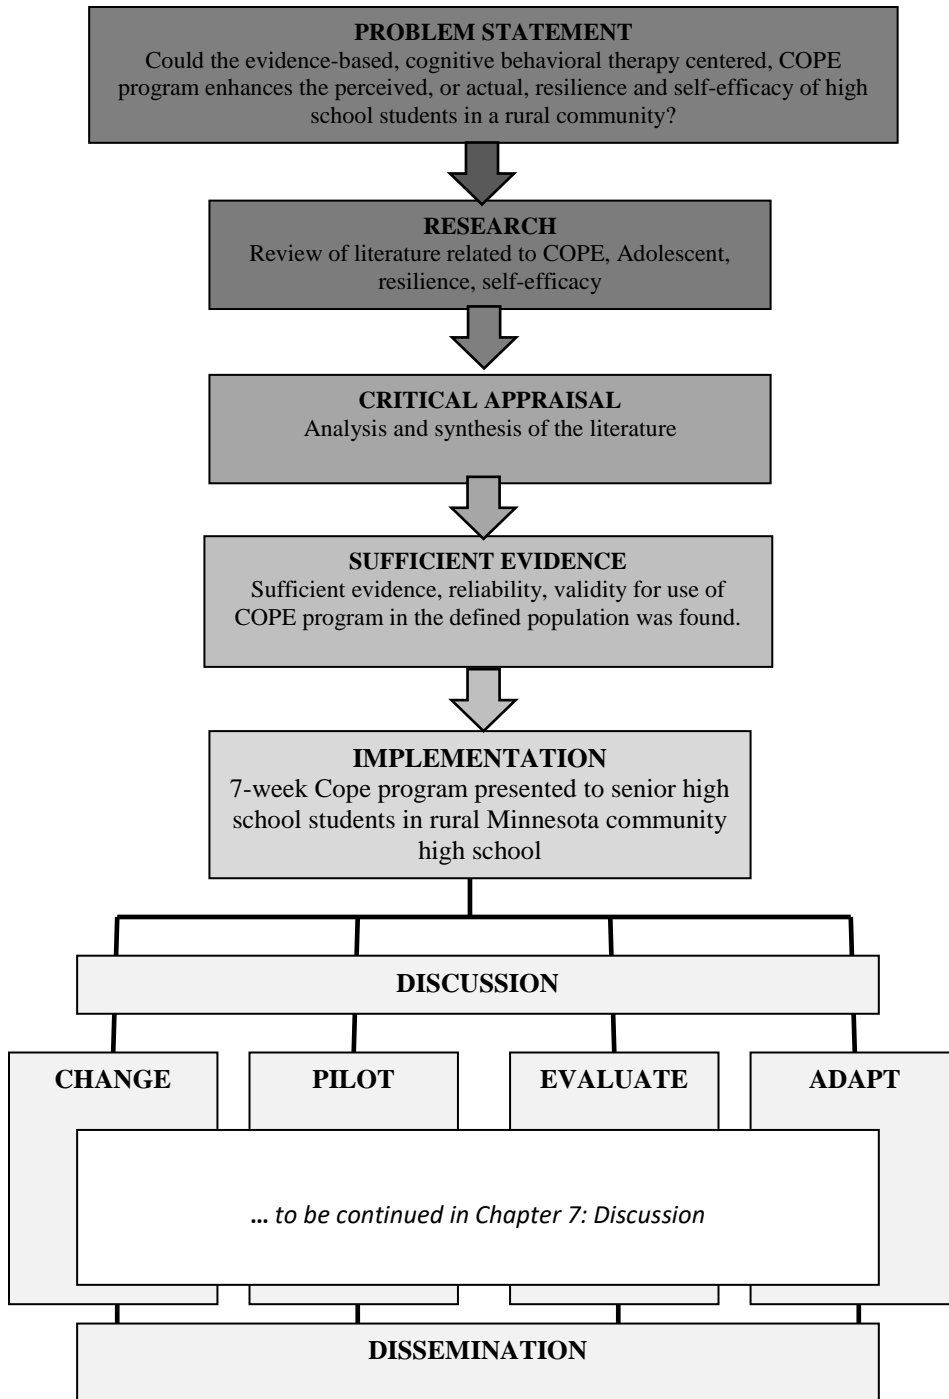 PROBLEM STATEMENT
Could the evidence-based, cognitive behavioral therapy centered, COPE
program enhances the perceived, or actual, resilience and self-efficacy of high
school students in a rural community?
RESEARCH
Review of literature related to COPE, Adolescent,
resilience, self-efficacy
CRITICAL APPRAISAL
Analysis and synthesis of the literature
SUFFICIENT EVIDENCE
Sufficient evidence, reliability, validity for use of
COPE program in the defined population was found.
IMPLEMENTATION
7-week Cope program presented to senior high
school students in rural Minnesota community
high school
DISCUSSION
CHANGE
PILOT
EVALUATE
ADAPT
... to be continued in Chapter 7: Discussion
DISSEMINATION